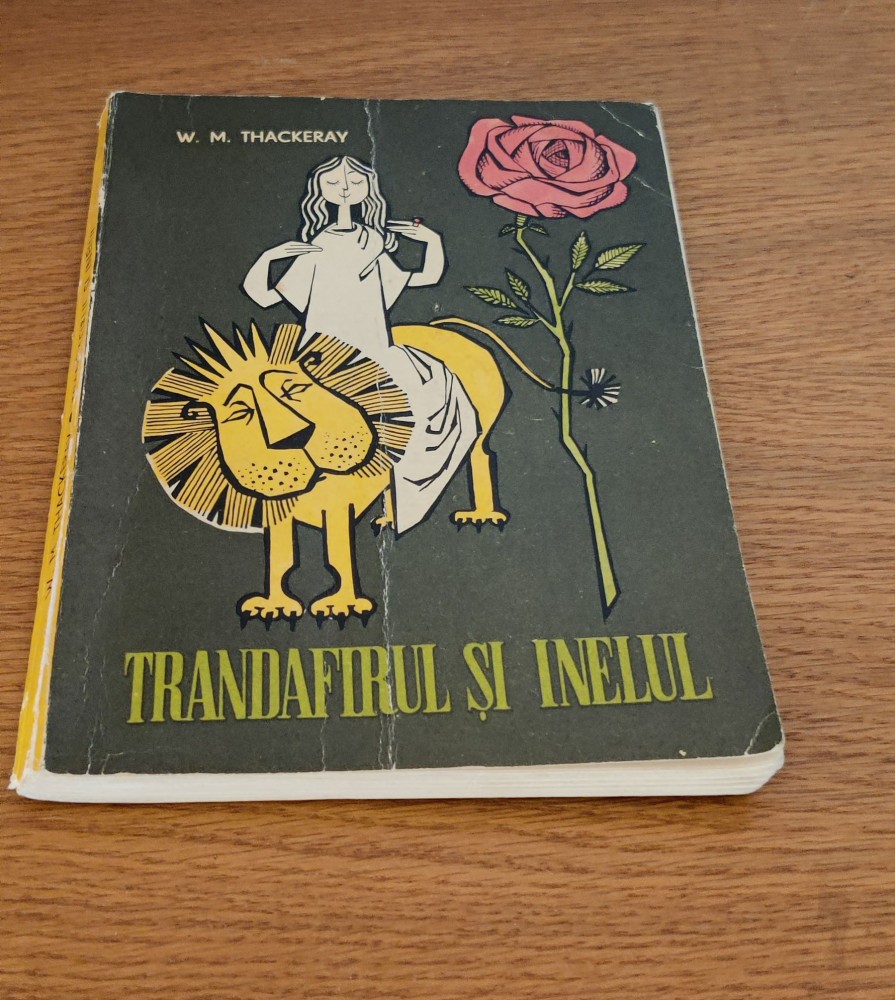 W. M. THACKERAY
TRANDAFIRUL ȘI INELUL